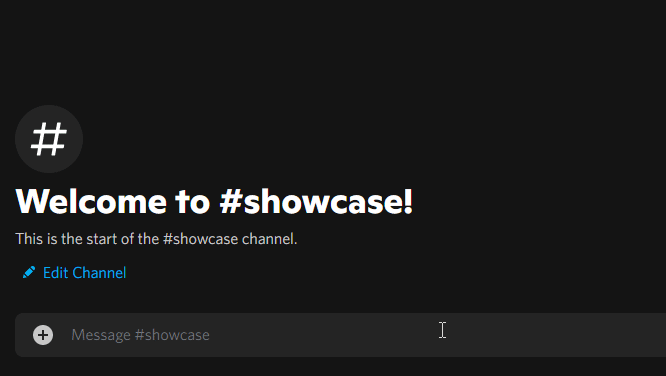 #
Welcome to #showcase!
This is the start of the #showcase channel.
Edit Channel
Message #showcase